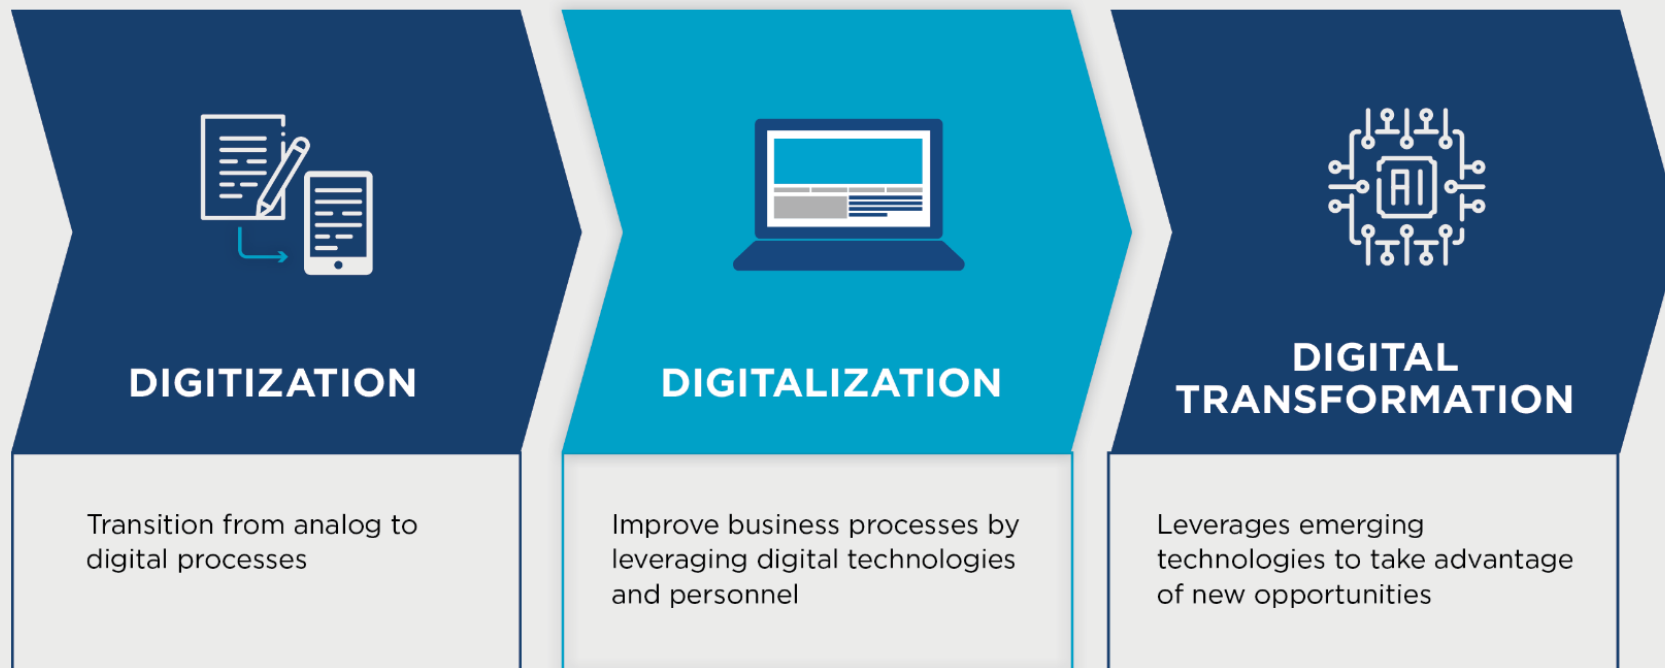 DIGITIZATION
Transition from analog to
digital processes
DIGITALIZATION
Improve business processes by
leveraging digital technologies
and personnel
AI
DIGITAL
TRANSFORMATION
Leverages emerging
technologies to take advantage
of new opportunities